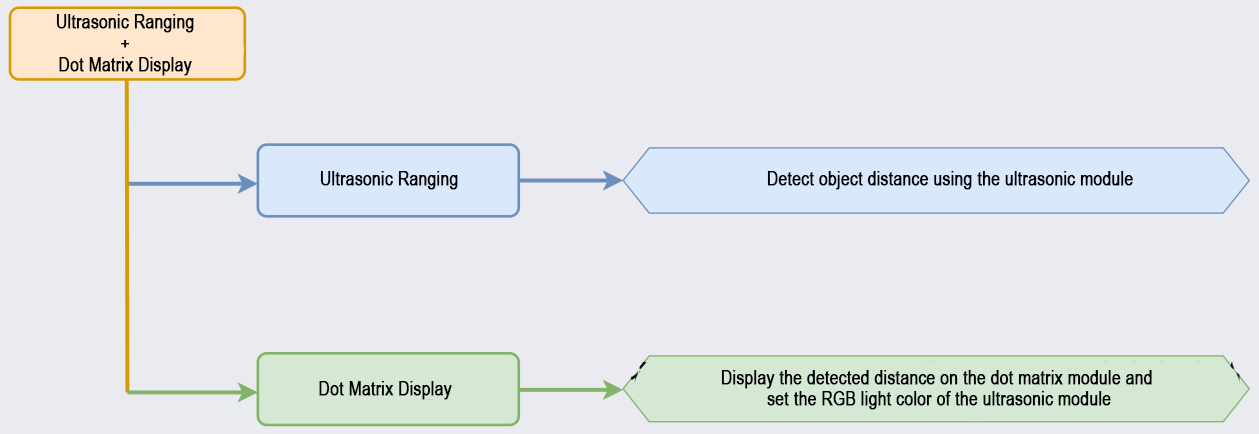 Ultrasonic Ranging
+
Dot Matrix Display
Ultrasonic Ranging
Detect object distance using the ultrasonic module
Dot Matrix Display
Display the detected distance on the dot matrix module and
set the RGB light color of the ultrasonic module